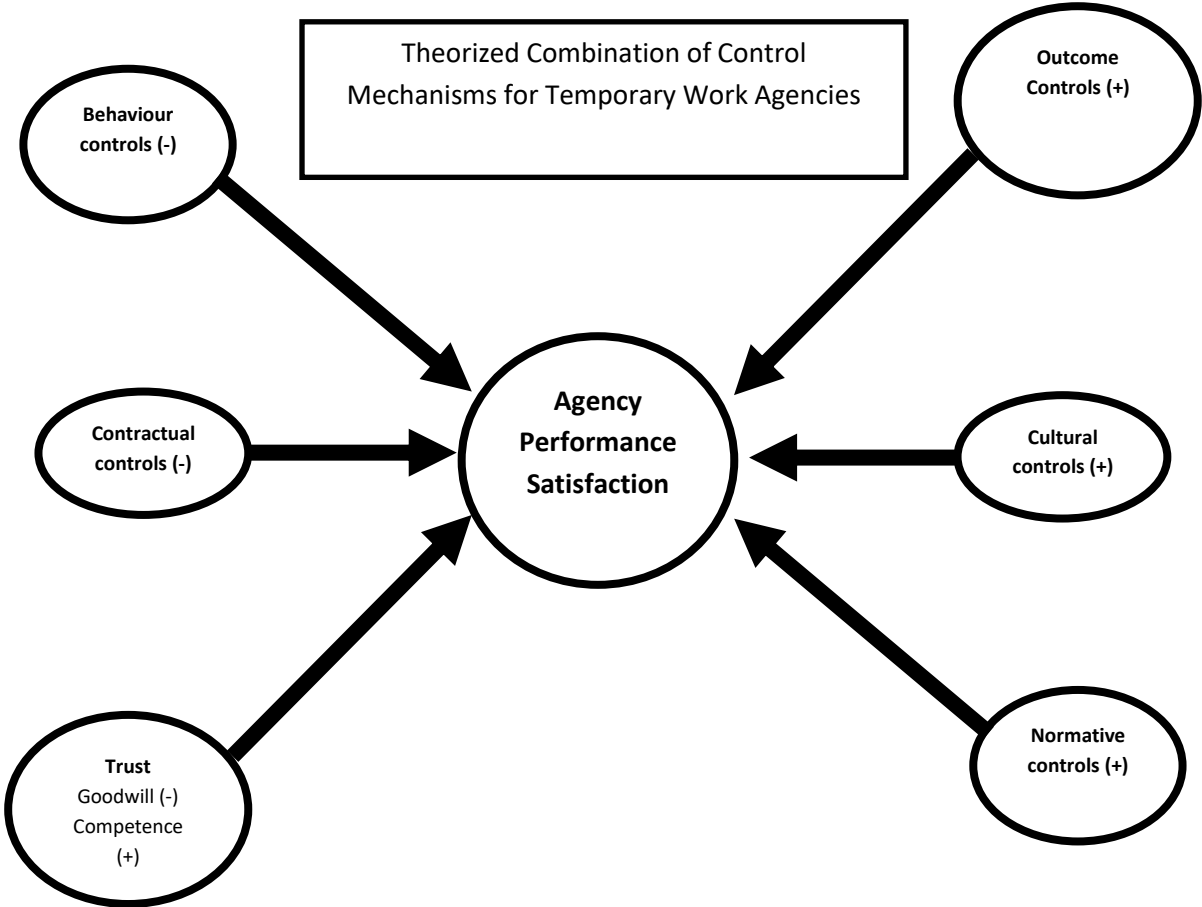 Theorized Combination of Control
Mechanisms for Temporary Work Agencies
Behaviour
controls (-)
Outcome
Controls (+)
Contractual
controls (-)
Agency
Performance
Satisfaction
Cultural
controls (+)
Trust
Goodwill (-)
Competence
(+)
Normative
controls (+)